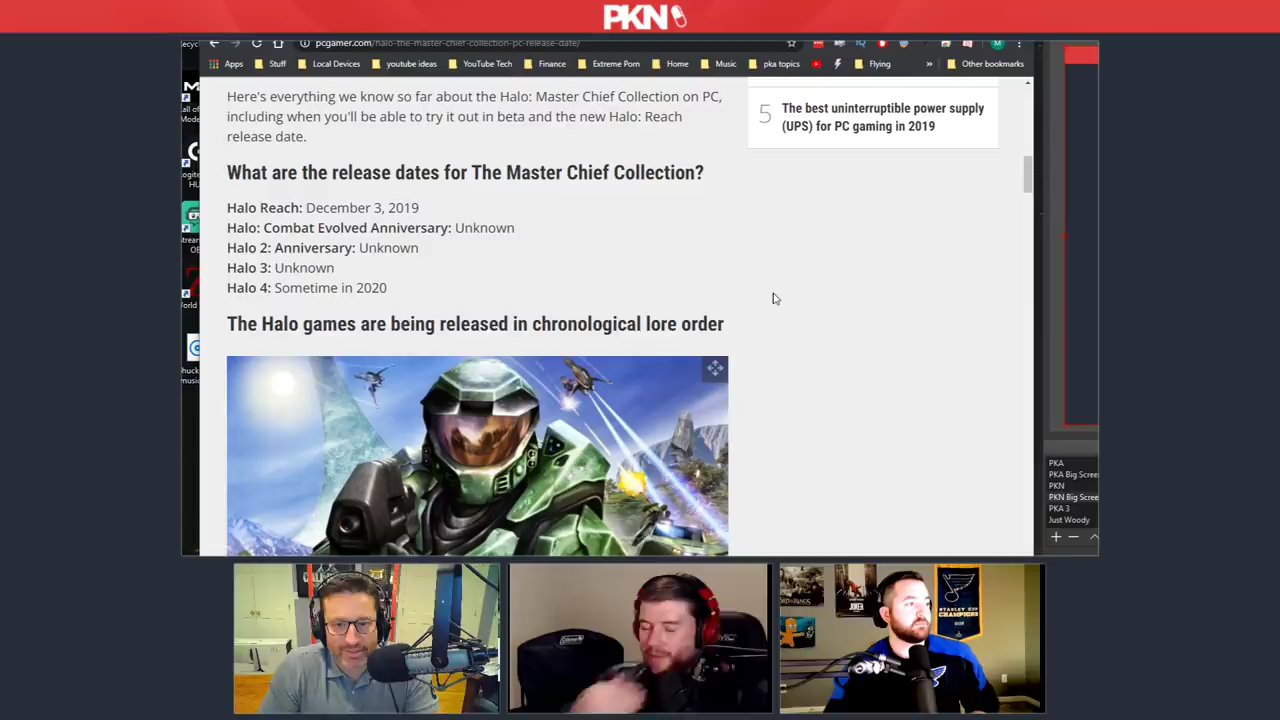 PKN
pcgamer.com/halo-the-master-chief-collection-pc-release-date/
Apps Stuff Local Devices youtube ideas YouTube Tech Finance Extreme Porn Home Music pka topics Flying » Other bookmarks
Here's everything we know so far about the Halo: Master Chief Collection on PC,
including when you'll be able to try it out in beta and the new Halo: Reach
release date.
5 The best uninterruptible power supply
(UPS) for PC gaming in 2019
What are the release dates for The Master Chief Collection?
Halo Reach: December 3, 2019
Halo: Combat Evolved Anniversary: Unknown
Halo 2: Anniversary: Unknown
Halo 3: Unknown
Halo 4: Sometime in 2020
The Halo games are being released in chronological lore order
PKA
PKA Big Scree
PKN
PKN Big Scree
PKA 3
Just Woody
JOKER
STANLEY CUP
CHAMPIONS